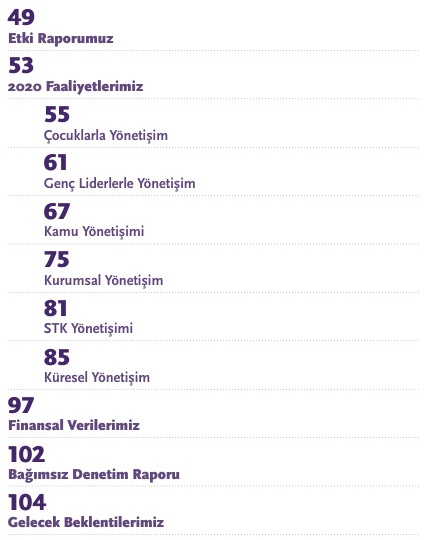 49
Etki Raporumuz
53
2020 Faaliyetlerimiz
55
Çocuklarla Yönetişim
61
Genç Liderlerle Yönetişim
67
Kamu Yönetişimi
75
Kurumsal Yönetişim
81
STK Yönetişimi
85
Küresel Yönetişim
97
Finansal Verilerimiz
102
Bağımsız Denetim Raporu
104
Gelecek Beklentilerimiz